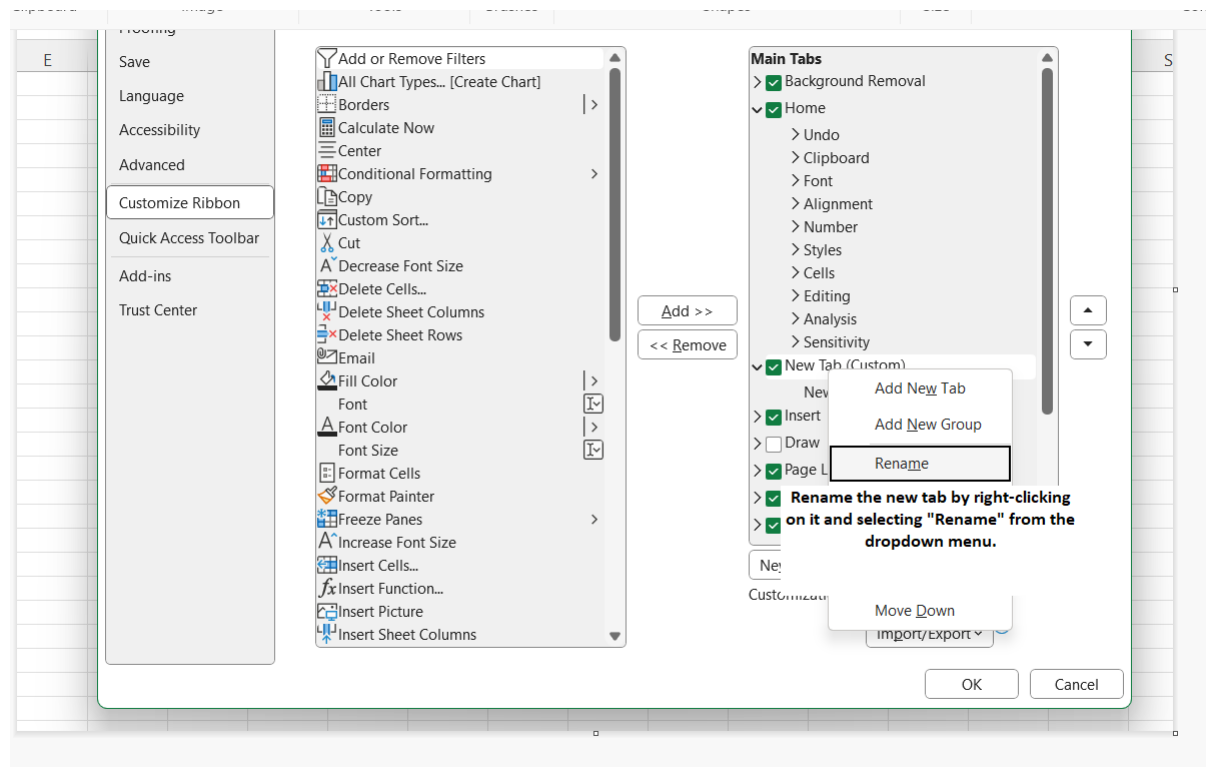 E
S
Save
Language
Accessibility
Advanced
Customize Ribbon
Quick Access Toolbar
Add-ins
Trust Center
Add or Remove Filters
All Chart Types... [Create Chart]
Borders
Calculate Now
Center
Conditional Formatting
Copy
Custom Sort...
Cut
Decrease Font Size
Delete Cells...
Delete Sheet Columns
Delete Sheet Rows
Email
Fill Color
Font
Font Color
Font Size
Format Cells
Format Painter
Freeze Panes
Increase Font Size
Insert Cells...
Insert Function...
Insert Picture
Insert Sheet Columns
Add >>
<< Remove
Main Tabs
Background Removal
Home
Undo
Clipboard
Font
Alignment
Number
Styles
Cells
Editing
Analysis
Sensitivity
New Tab (Custom)
New
Insert
Draw
Page L
Add New Tab
Add New Group
Rename
Rename the new tab by right-clicking
on it and selecting "Rename" from the
dropdown menu.
Move Down
Import/Export
OK
Cancel